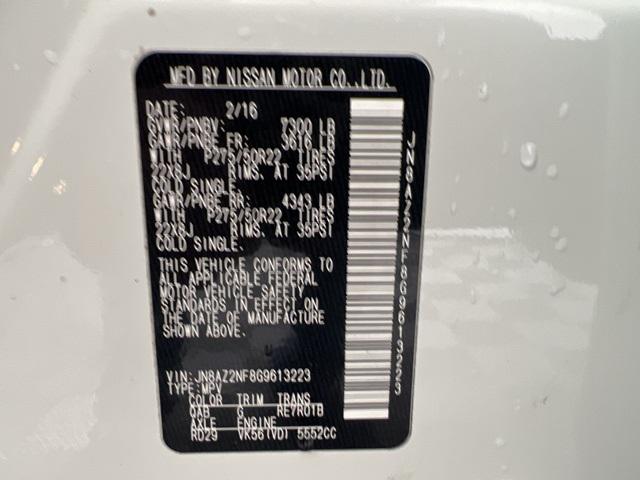 MFD BY NISSAN MOTOR CO.,LTD.
DATE: 2/16
GVWR/PNBV: 7300 LB
GAWR/PNBE FR: 3616 LB
WITH P275/50R22 TIRES
22X8J RIMS. AT 35PSI
COLD SINGLE.
GAWR/PNBE RR: 4343 LB
WITH P275/50R22 TIRES
22X8J RIMS. AT 35PSI
COLD SINGLE.
THIS VEHICLE CONFORMS TO
ALL APPLICABLE FEDERAL
MOTOR VEHICLE SAFETY
STANDARDS IN EFFECT ON
THE DATE OF MANUFACTURE
SHOWN ABOVE.
VIN: JN8AZ2NF8G9613223
TYPE: MPV
COLOR TRIM TRANS
QAB G RE7R01B
AXLE ENGINE
RD29 VK56(VD) 5552CC
JN8AZ2NF8G9613223